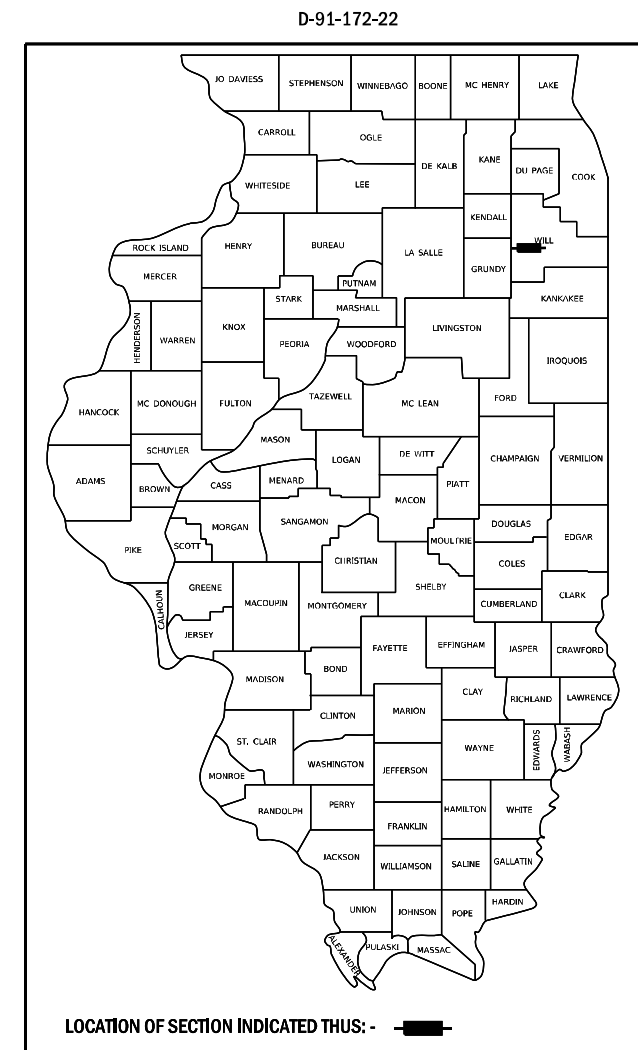 D-91-172-22
JO DAVIESS
STEPHENSON
WINNEBAGO
BOONE
MC HENRY
LAKE
CARROLL
OGLE
DE KALB
KANE
DU PAGE
COOK
WHITESIDE
LEE
KENDALL
ROCK ISLAND
HENRY
BUREAU
LA SALLE
WILL
GRUNDY
MERCER
PUTNAM
STARK
MARSHALL
KANKAKEE
HENDERSON
WARREN
KNOX
PEORIA
WOODFORD
LIVINGSTON
IROQUOIS
HANCOCK
MC DONOUGH
FULTON
TAZEWELL
MC LEAN
FORD
MASON
SCHUYLER
LOGAN
DE WITT
CHAMPAIGN
VERMILION
ADAMS
BROWN
CASS
MENARD
PIATT
MACON
MORGAN
SANGAMON
DOUGLAS
EDGAR
PIKE
SCOTT
CHRISTIAN
MOULTRIE
COLES
CALHOUN
GREENE
MACOUPIN
MONTGOMERY
SHELBY
CUMBERLAND
CLARK
JERSEY
FAYETTE
EFFINGHAM
JASPER
CRAWFORD
MADISON
BOND
CLAY
RICHLAND
LAWRENCE
CLINTON
MARION
ST. CLAIR
WAYNE
EDWARDS
WABASH
MONROE
WASHINGTON
JEFFERSON
RANDOLPH
PERRY
HAMILTON
WHITE
FRANKLIN
JACKSON
WILLIAMSON
SALINE
GALLATIN
UNION
JOHNSON
POPE
HARDIN
ALEXANDER
PULASKI
MASSAC
LOCATION OF SECTION INDICATED THUS: -